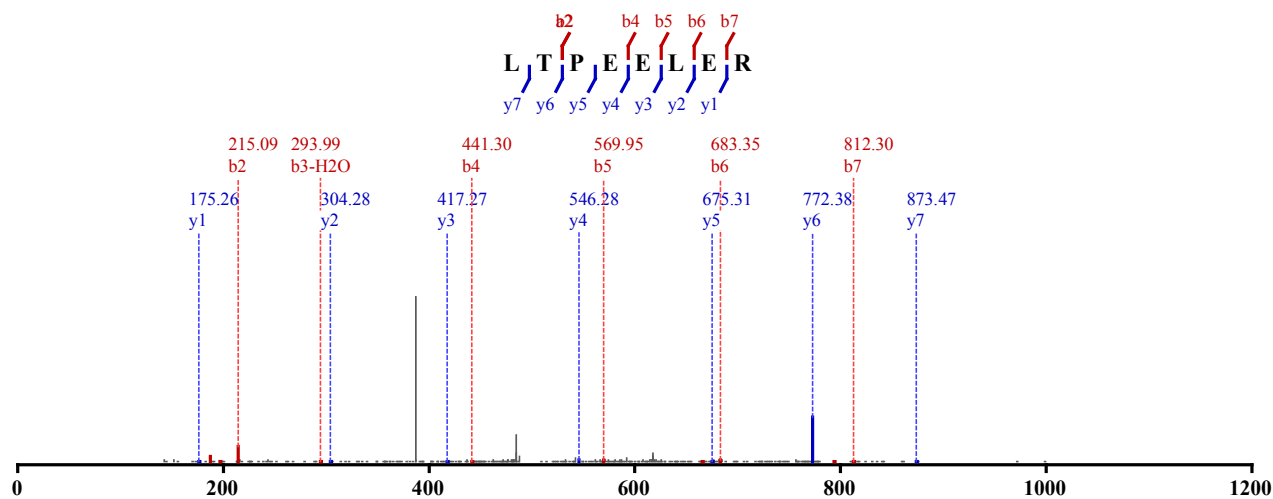 a2 b2 b4 b5 b6 b7
L T P E E L E R
y7 y6 y5 y4 y3 y2 y1
215.09 293.99 441.30 569.95 683.35 812.30
b2 b3-H2O b4 b5 b6 b7
175.26 304.28 417.27 546.28 675.31 772.38 873.47
y1 y2 y3 y4 y5 y6 y7
0 200 400 600 800 1000 1200